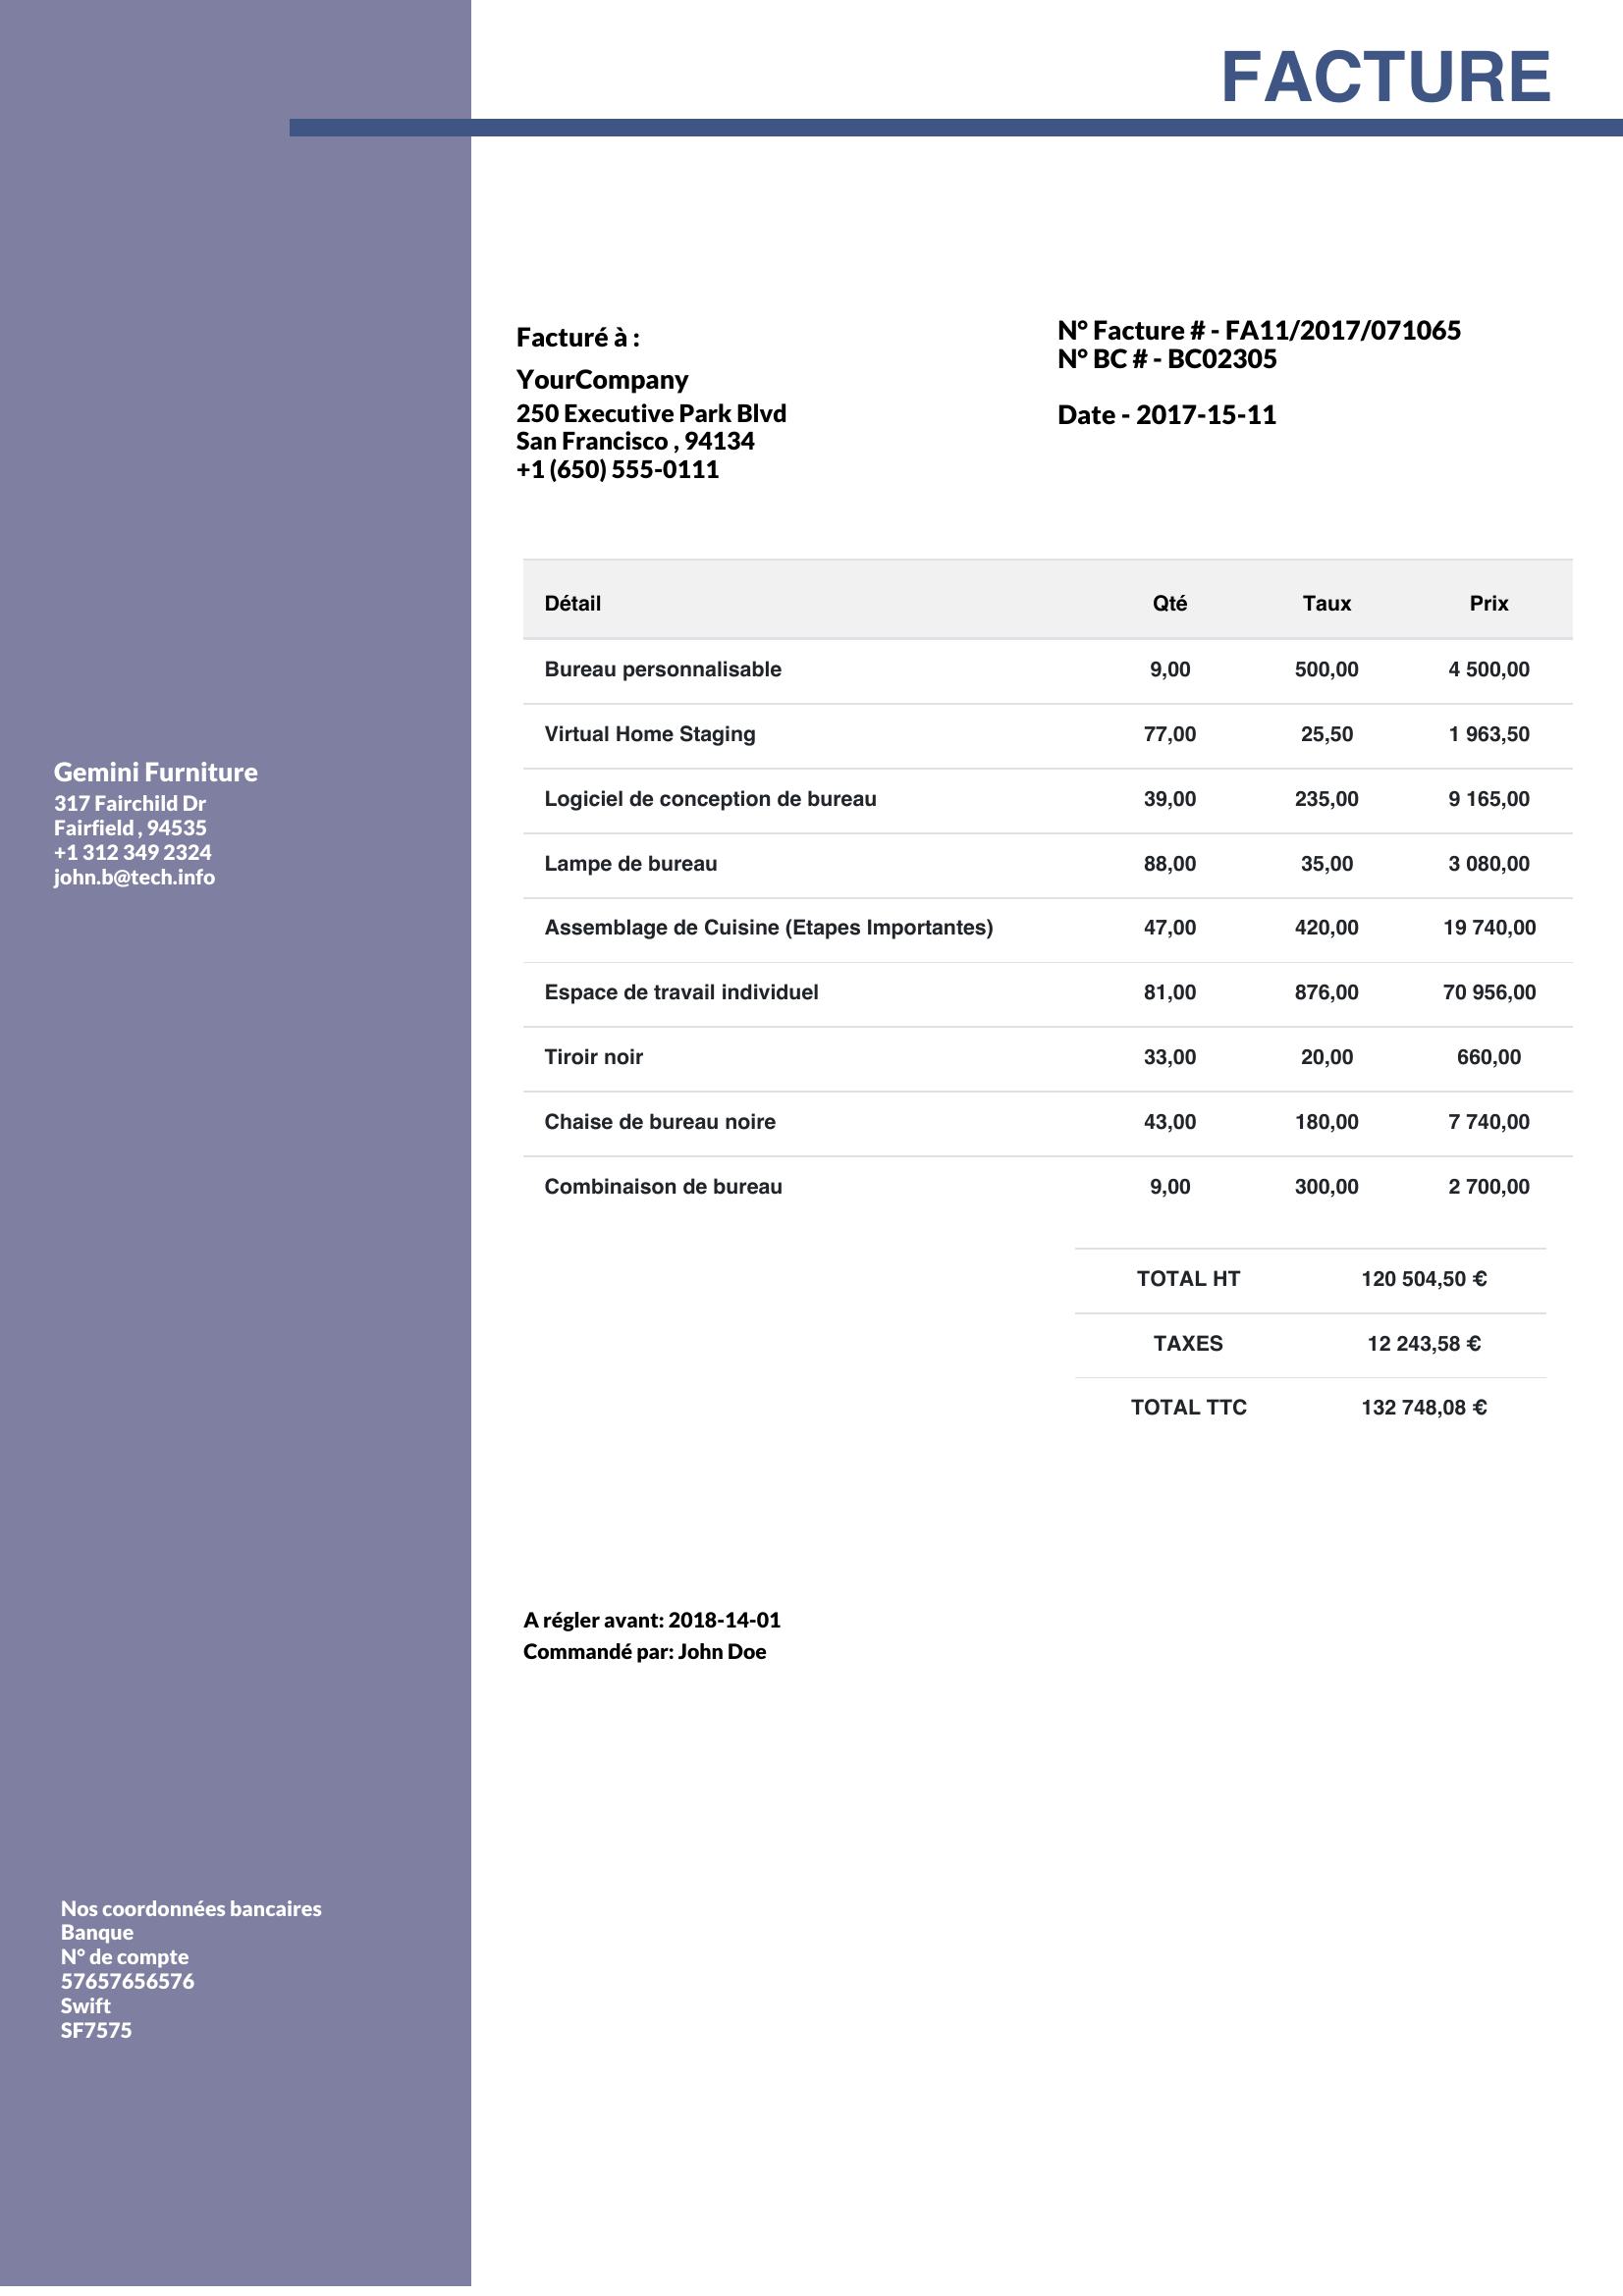 FACTURE
Facturé à :
YourCompany
250 Executive Park Blvd
San Francisco , 94134
+1 (650) 555-0111
N° Facture # - FA11/2017/071065
N° BC # - BC02305
Date - 2017-15-11
Gemini Furniture
317 Fairchild Dr
Fairfield , 94535
+1 312 349 2324
john.b@tech.info
Détail Qté Taux Prix
Bureau personnalisable 9,00 500,00 4 500,00
Virtual Home Staging 77,00 25,50 1 963,50
Logiciel de conception de bureau 39,00 235,00 9 165,00
Lampe de bureau 88,00 35,00 3 080,00
Assemblage de Cuisine (Etapes Importantes) 47,00 420,00 19 740,00
Espace de travail individuel 81,00 876,00 70 956,00
Tiroir noir 33,00 20,00 660,00
Chaise de bureau noire 43,00 180,00 7 740,00
Combinaison de bureau 9,00 300,00 2 700,00
TOTAL HT 120 504,50 €
TAXES 12 243,58 €
TOTAL TTC 132 748,08 €
A régler avant: 2018-14-01
Commandé par: John Doe
Nos coordonnées bancaires
Banque
N° de compte
57657656576
Swift
SF7575